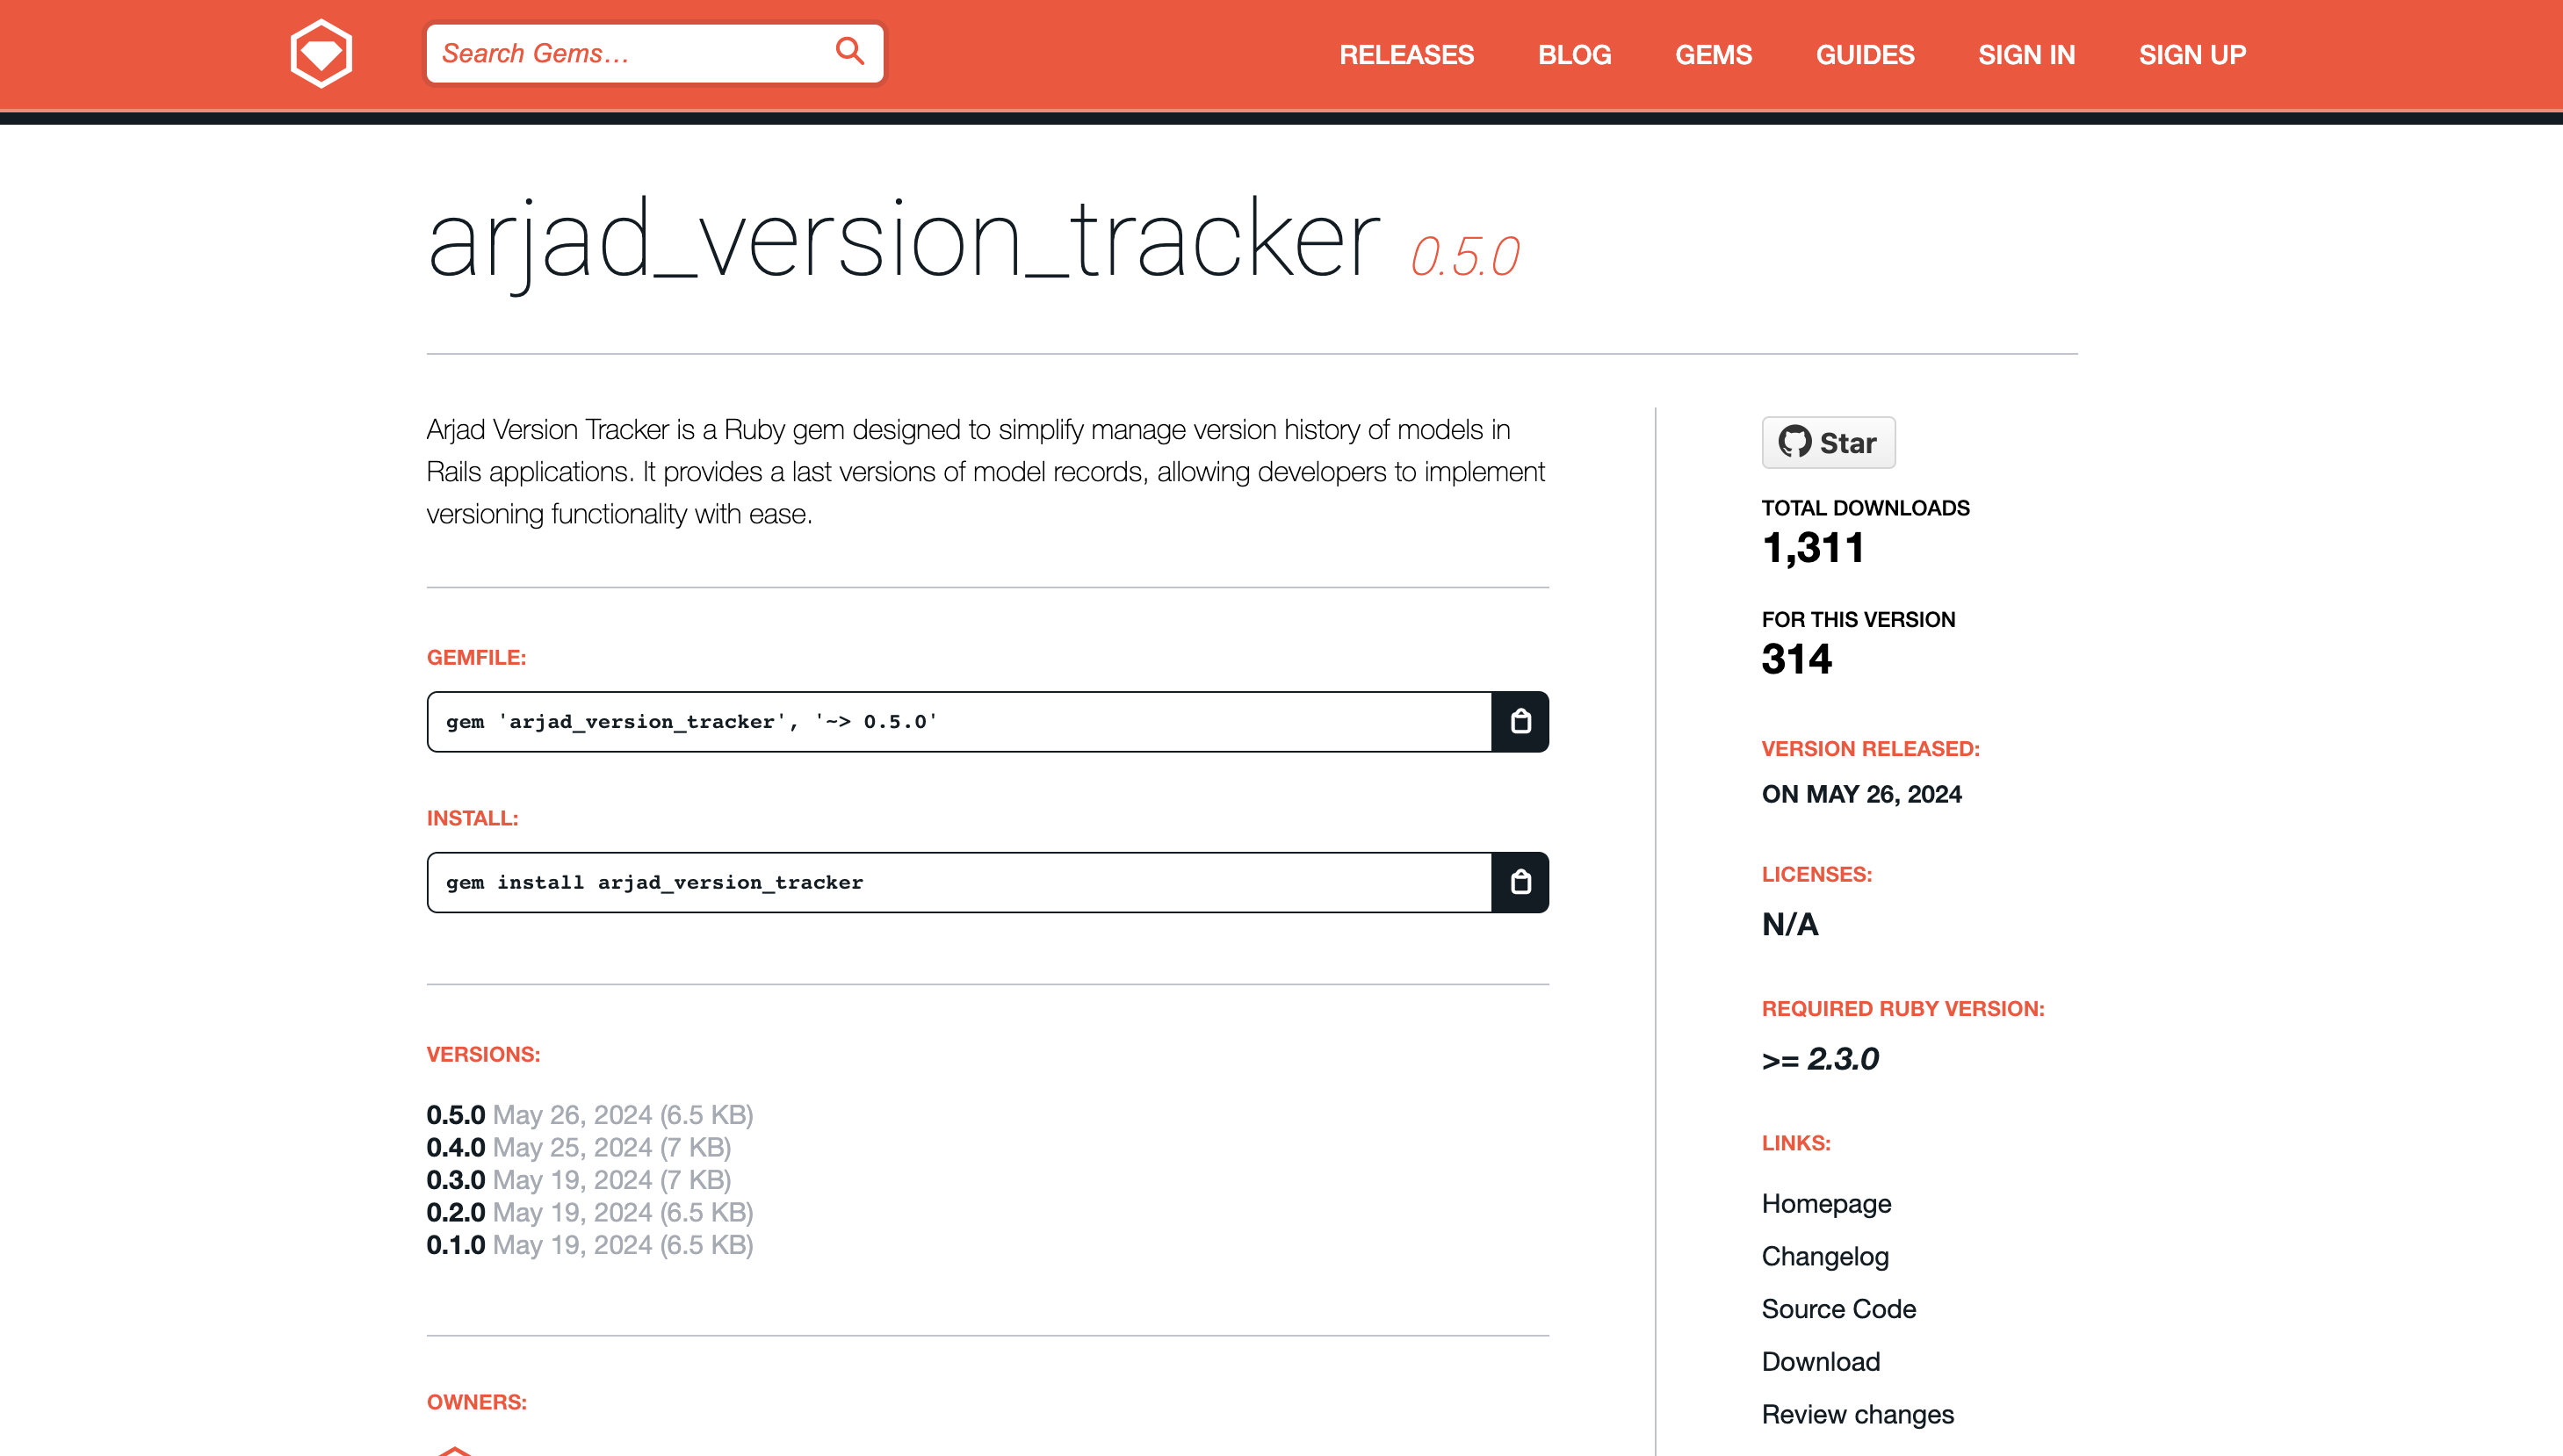 Search Gems…
RELEASES
BLOG
GEMS
GUIDES
SIGN IN
SIGN UP
arjad_version_tracker 0.5.0
Arjad Version Tracker is a Ruby gem designed to simplify manage version history of models in
Rails applications. It provides a last versions of model records, allowing developers to implement
versioning functionality with ease.
GEMFILE:
gem 'arjad_version_tracker', '~> 0.5.0'
INSTALL:
gem install arjad_version_tracker
VERSIONS:
0.5.0 May 26, 2024 (6.5 KB)
0.4.0 May 25, 2024 (7 KB)
0.3.0 May 19, 2024 (7 KB)
0.2.0 May 19, 2024 (6.5 KB)
0.1.0 May 19, 2024 (6.5 KB)
OWNERS:
Star
TOTAL DOWNLOADS
1,311
FOR THIS VERSION
314
VERSION RELEASED:
ON MAY 26, 2024
LICENSES:
N/A
REQUIRED RUBY VERSION:
>= 2.3.0
LINKS:
Homepage
Changelog
Source Code
Download
Review changes